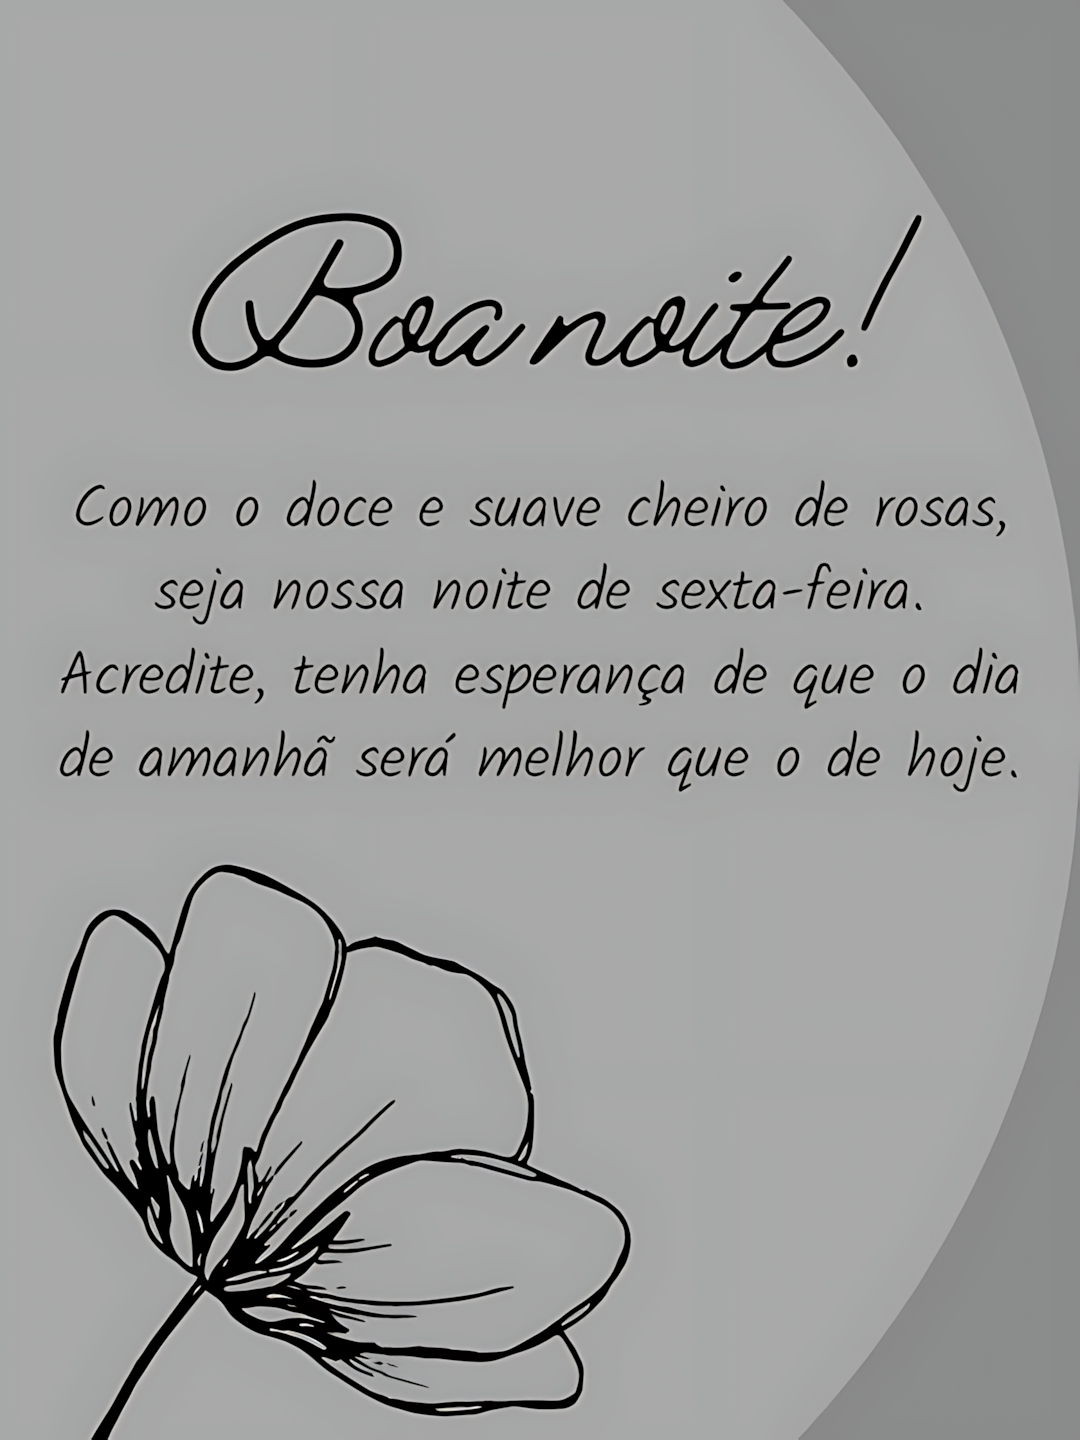 Boa noite!
Como o doce e suave cheiro de rosas,
seja nossa noite de sexta-feira.
Acredite, tenha esperança de que o dia
de amanhã será melhor que o de hoje.